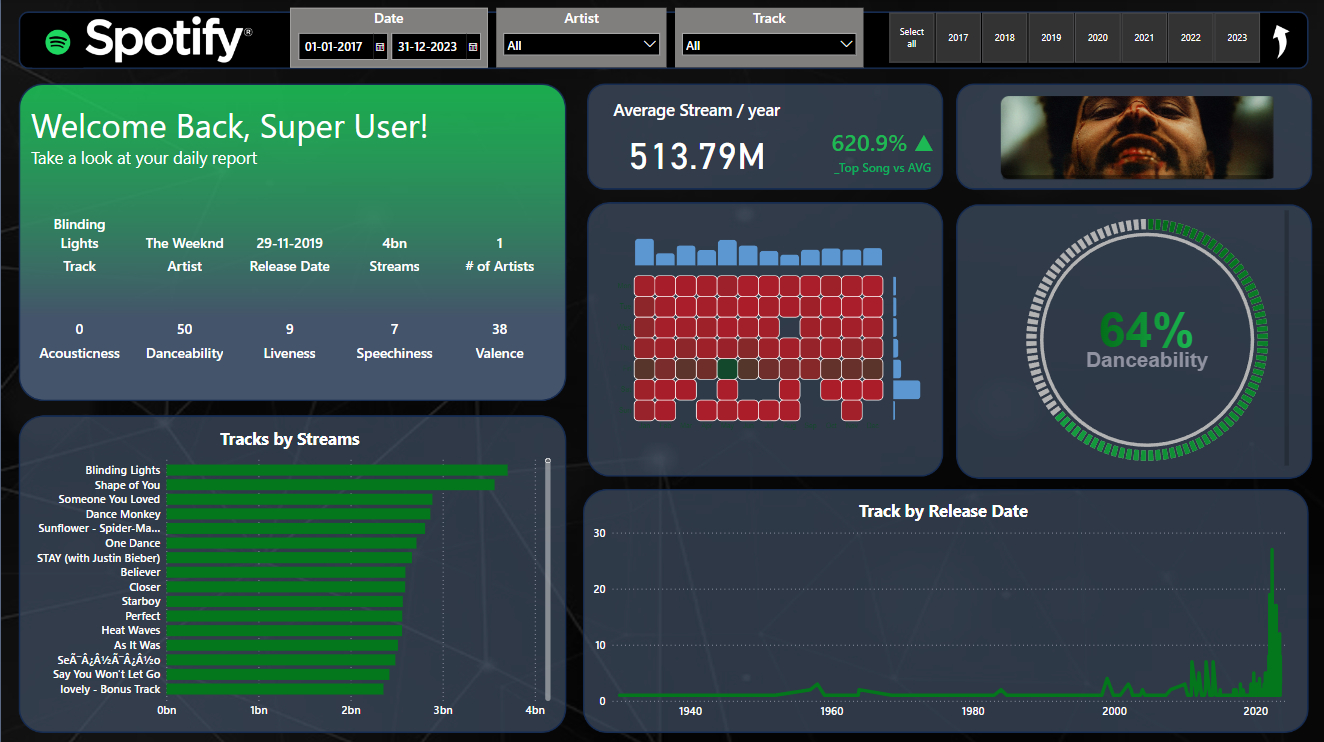 Spotify®
Date
01-01-2017 31-12-2023
Artist
All
Track
All
Select all
2017 2018 2019 2020 2021 2022 2023
Welcome Back, Super User!
Take a look at your daily report
Blinding Lights
Track
The Weeknd
Artist
29-11-2019
Release Date
4bn
Streams
1
# of Artists
0
Acousticness
50
Danceability
9
Liveness
7
Speechiness
38
Valence
Average Stream / year
513.79M
620.9% ▲
_Top Song vs AVG
64%
Danceability
Tracks by Streams
Blinding Lights
Shape of You
Someone You Loved
Dance Monkey
Sunflower - Spider-Ma...
One Dance
STAY (with Justin Bieber)
Believer
Closer
Starboy
Perfect
Heat Waves
As It Was
SeÃ¯Â¿Â½Ã¯Â¿Â½o
Say You Won't Let Go
lovely - Bonus Track
0bn 1bn 2bn 3bn 4bn
Track by Release Date
30
20
10
0
1940 1960 1980 2000 2020